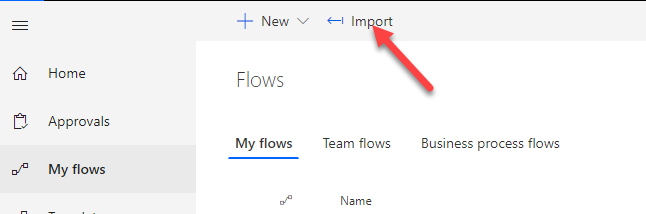 New
Import
Home
Flows
Approvals
My flows
Team flows
Business process flows
My flows
Name